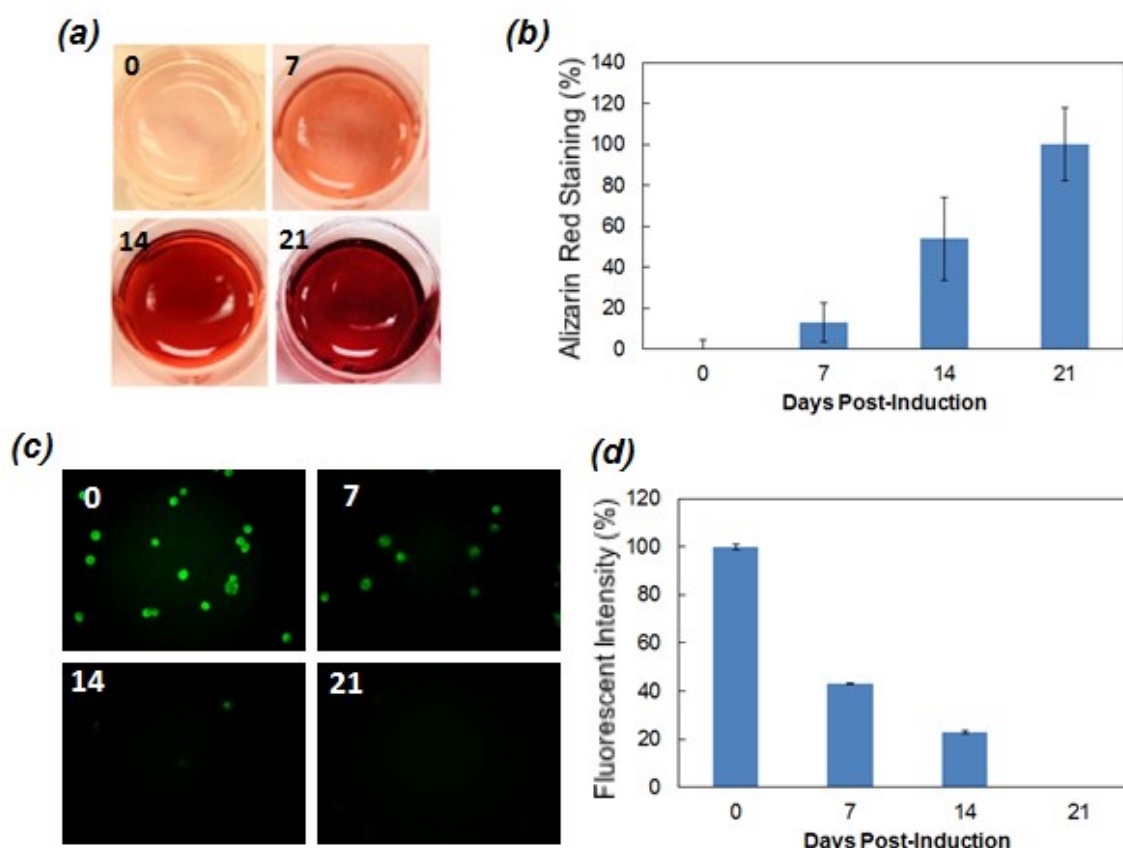 (a)
0
7
14
21
(b)
Alizarin Red Staining (%)
140
120
100
80
60
40
20
0
0 7 14 21
Days Post-Induction
(c)
0
7
14
21
(d)
Fluorescent Intensity (%)
120
100
80
60
40
20
0
0 7 14 21
Days Post-Induction